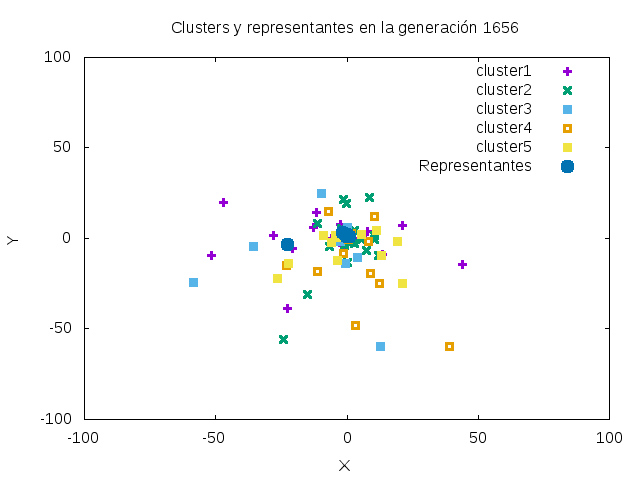 Clusters y representantes en la generación 1656
cluster1
cluster2
cluster3
cluster4
cluster5
Representantes
100
50
0
-50
-100
Y
-100
-50
0
50
100
X